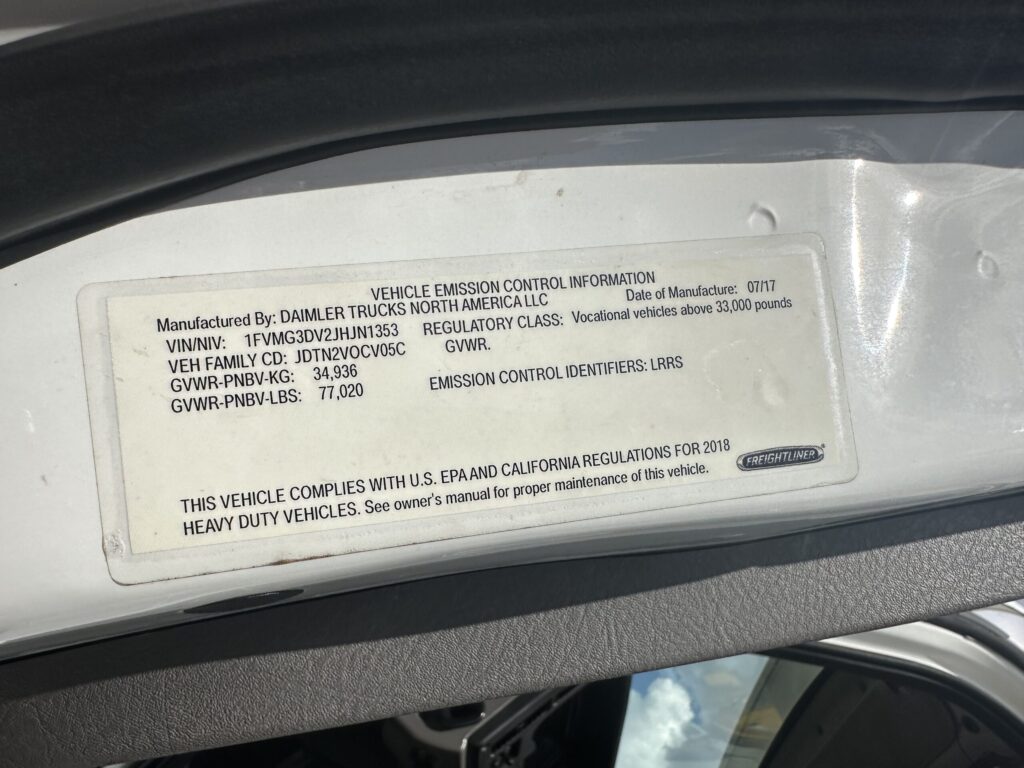 VEHICLE EMISSION CONTROL INFORMATION
Manufactured By: DAIMLER TRUCKS NORTH AMERICA LLC
Date of Manufacture: 07/17
VIN/NIV: 1FVMG3DV2JHJN1353
REGULATORY CLASS: Vocational vehicles above 33,000 pounds
GVWR.
VEH FAMILY CD: JDTN2VOCV05C
GVWR-PNBV-KG: 34,936
EMISSION CONTROL IDENTIFIERS: LRRS
GVWR-PNBV-LBS: 77,020
THIS VEHICLE COMPLIES WITH U.S. EPA AND CALIFORNIA REGULATIONS FOR 2018
HEAVY DUTY VEHICLES. See owner's manual for proper maintenance of this vehicle.
FREIGHTLINER®